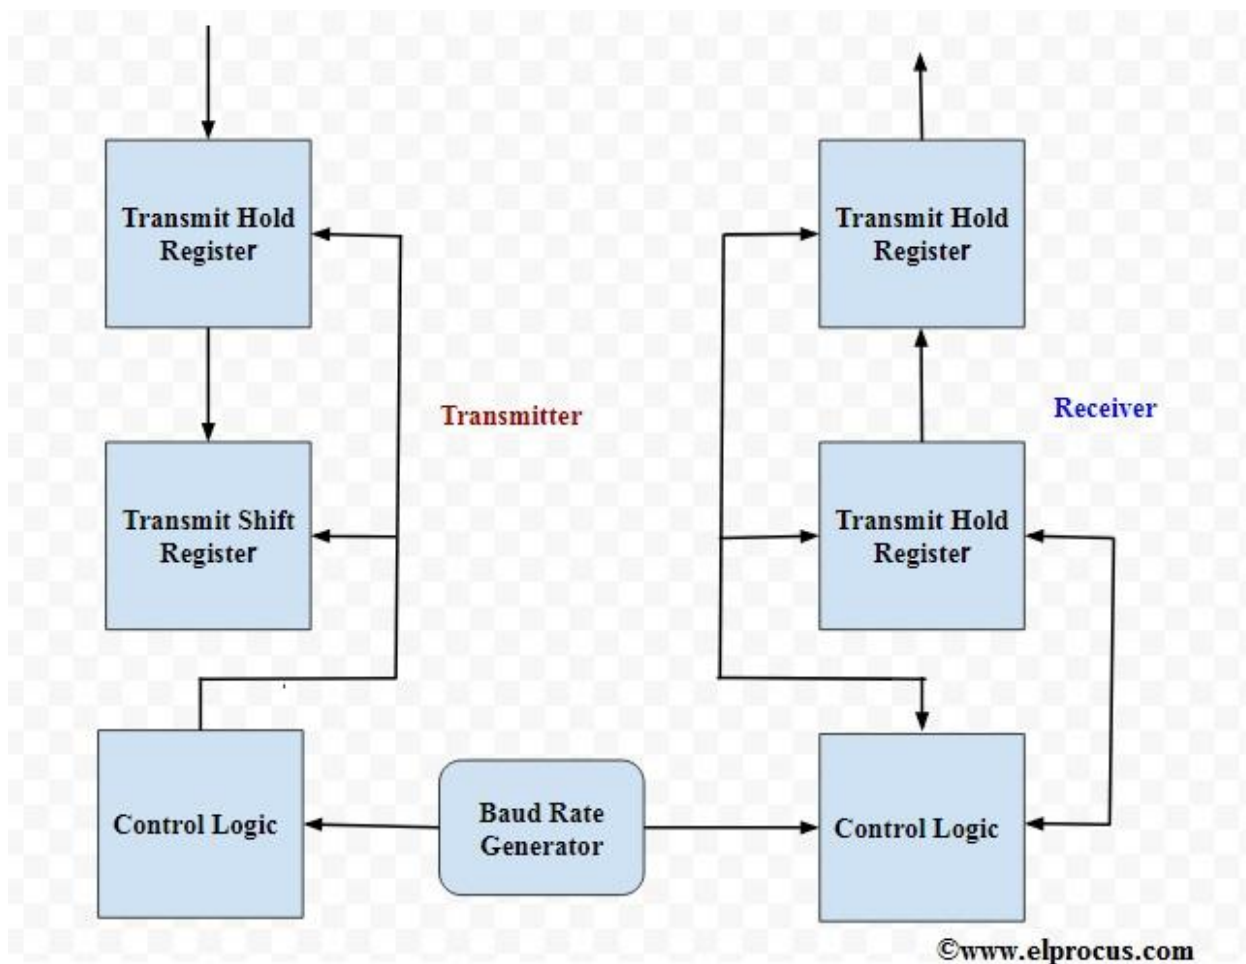 Transmit Hold
Register
Transmit Hold
Register
Transmitter
Receiver
Transmit Shift
Register
Transmit Hold
Register
Control Logic
Baud Rate
Generator
Control Logic
©www.elprocus.com